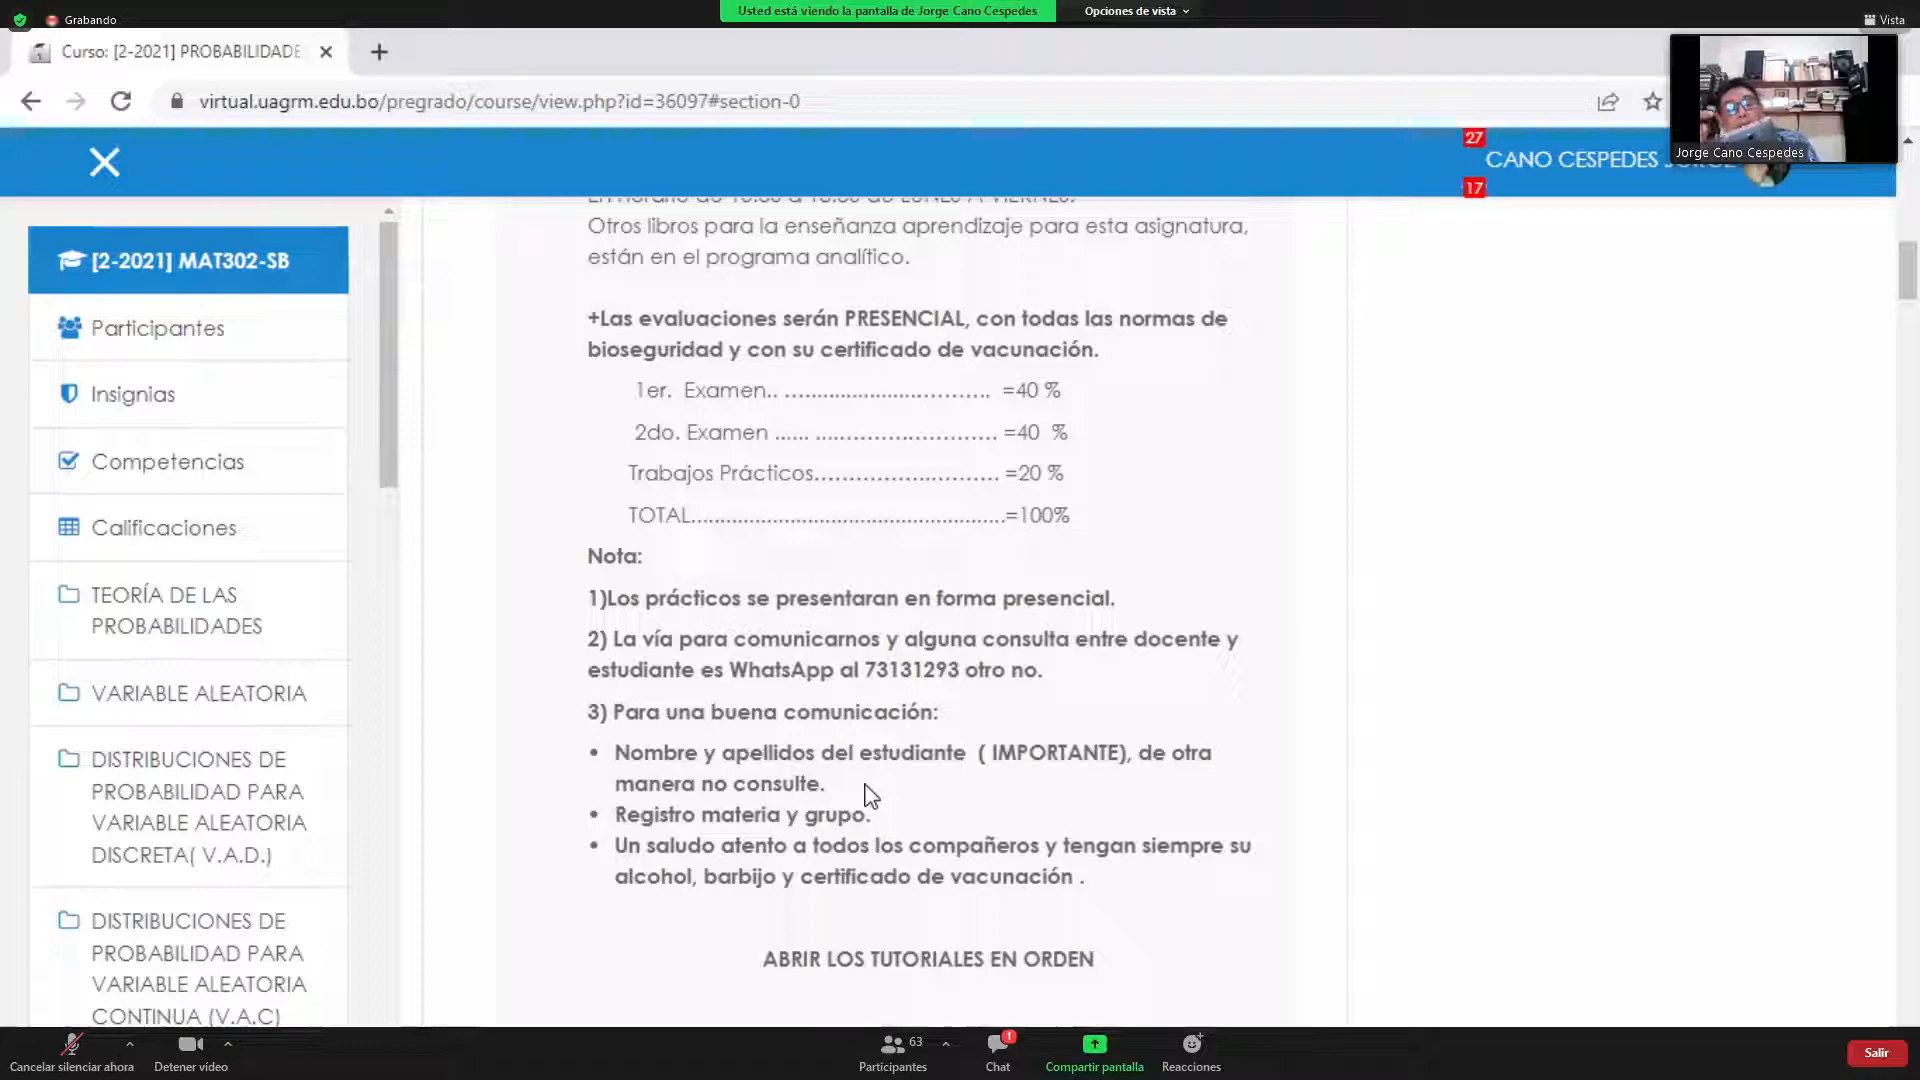 Grabando
Usted está viendo la pantalla de Jorge Cano Cespedes
Opciones de vista
Vista
Curso: [2-2021] PROBABILIDADE
virtual.uagrm.edu.bo/pregrado/course/view.php?id=36097#section-0
27
CANO CESPEDES
17
Jorge Cano Cespedes
[2-2021] MAT302-SB
Participantes
Insignias
Competencias
Calificaciones
TEORÍA DE LAS
PROBABILIDADES
VARIABLE ALEATORIA
DISTRIBUCIONES DE
PROBABILIDAD PARA
VARIABLE ALEATORIA
DISCRETA( V.A.D.)
DISTRIBUCIONES DE
PROBABILIDAD PARA
VARIABLE ALEATORIA
CONTINUA (V.A.C)
Otros libros para la enseñanza aprendizaje para esta asignatura,
están en el programa analítico.
+Las evaluaciones serán PRESENCIAL, con todas las normas de
bioseguridad y con su certificado de vacunación.
1er. Examen.. ................................... =40 %
2do. Examen ...... ............................... =40 %
Trabajos Prácticos............................... =20 %
TOTAL......................................................=100%
Nota:
1)Los prácticos se presentaran en forma presencial.
2) La vía para comunicarnos y alguna consulta entre docente y
estudiante es WhatsApp al 73131293 otro no.
3) Para una buena comunicación:
• Nombre y apellidos del estudiante ( IMPORTANTE), de otra
manera no consulte.
• Registro materia y grupo.
• Un saludo atento a todos los compañeros y tengan siempre su
alcohol, barbijo y certificado de vacunación .
ABRIR LOS TUTORIALES EN ORDEN
Cancelar silenciar ahora
Detener video
63
Participantes
1
Chat
Compartir pantalla
Reacciones
Salir